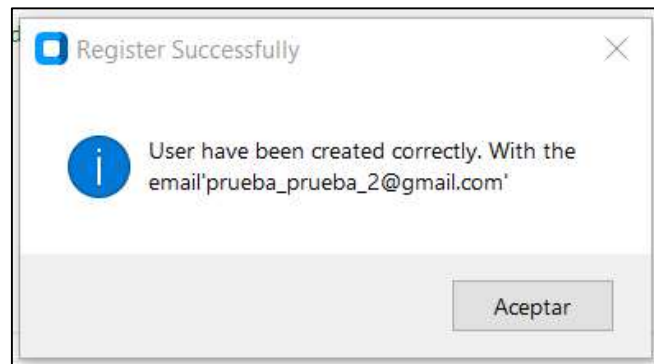 Register Successfully
User have been created correctly. With the
email'prueba_prueba_2@gmail.com'
Aceptar